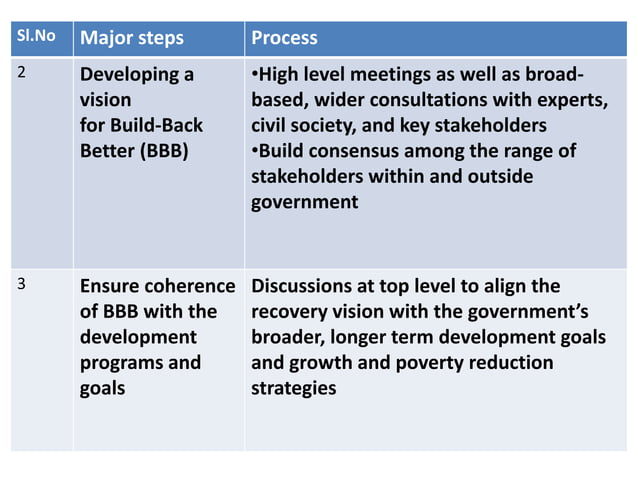 Sl.No Major steps Process
2 Developing a •High level meetings as well as broad-
vision based, wider consultations with experts,
for Build-Back civil society, and key stakeholders
Better (BBB) •Build consensus among the range of
stakeholders within and outside
government
3 Ensure coherence Discussions at top level to align the
of BBB with the recovery vision with the government’s
development broader, longer term development goals
programs and and growth and poverty reduction
goals strategies